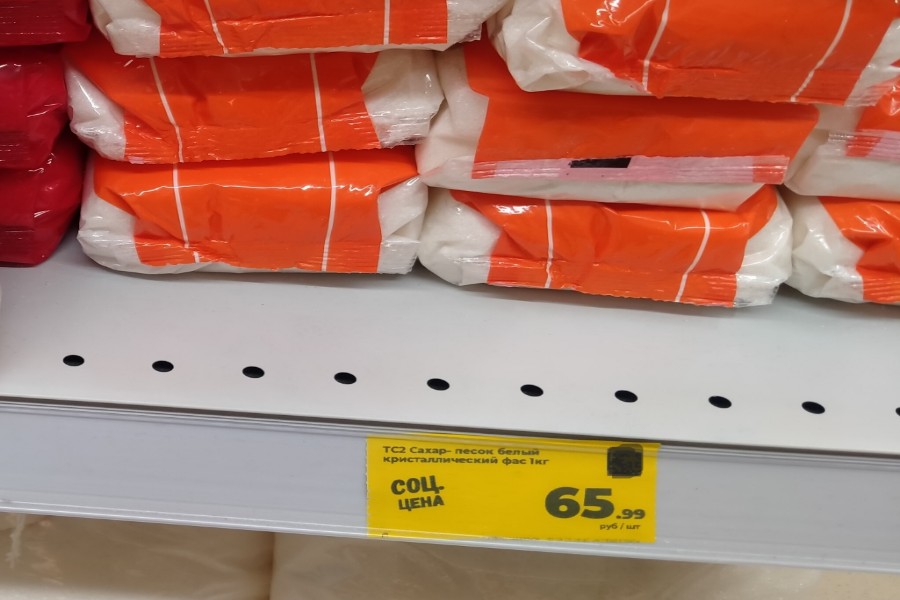 ТС2 Сахар- песок белый
кристаллический фас 1кг
СОЦ-
ЦЕНА
65.99
руб / шт